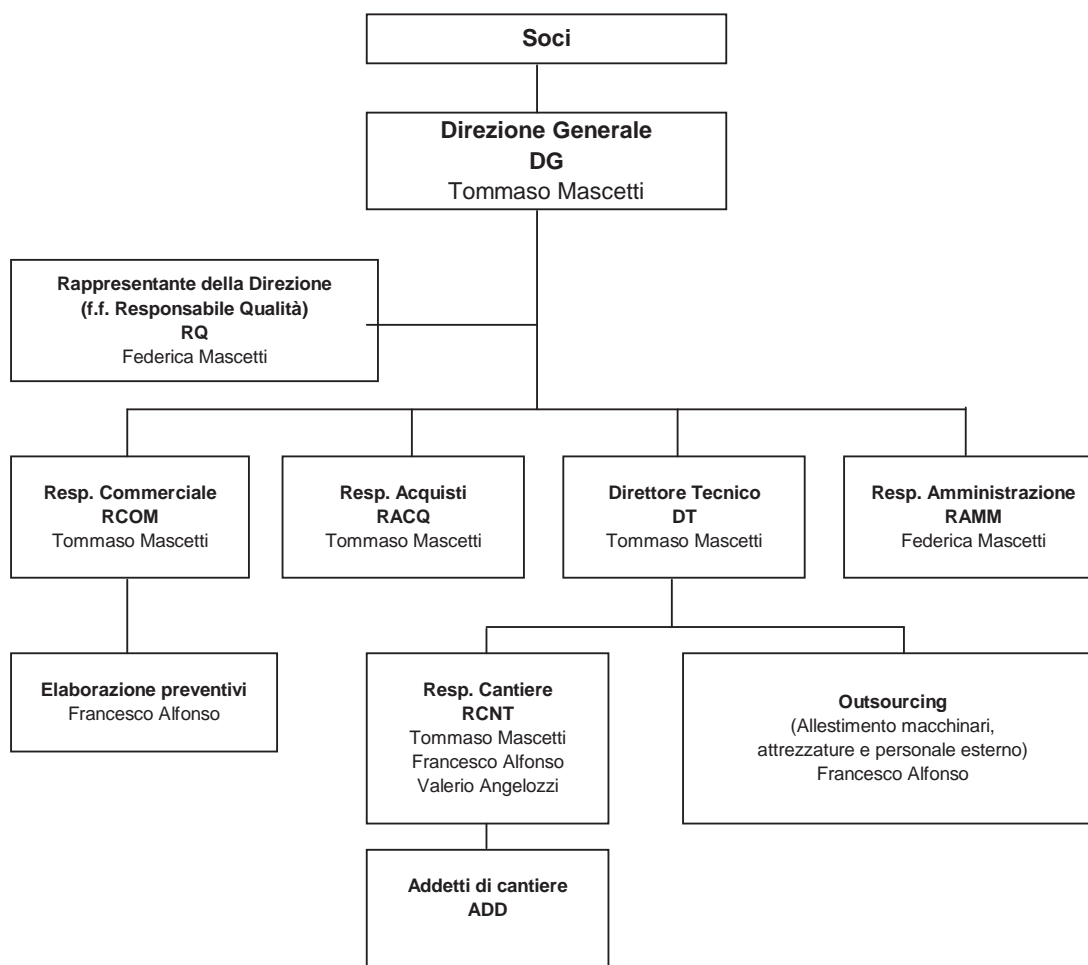 Soci
Direzione Generale
DG
Tommaso Mascetti
Rappresentante della Direzione
(f.f. Responsabile Qualità)
RQ
Federica Mascetti
Resp. Commerciale
RCOM
Tommaso Mascetti
Resp. Acquisti
RACQ
Tommaso Mascetti
Direttore Tecnico
DT
Tommaso Mascetti
Resp. Amministrazione
RAMM
Federica Mascetti
Elaborazione preventivi
Francesco Alfonso
Resp. Cantiere
RCNT
Tommaso Mascetti
Francesco Alfonso
Valerio Angelozzi
Outsourcing
(Allestimento macchinari,
attrezzature e personale esterno)
Francesco Alfonso
Addetti di cantiere
ADD